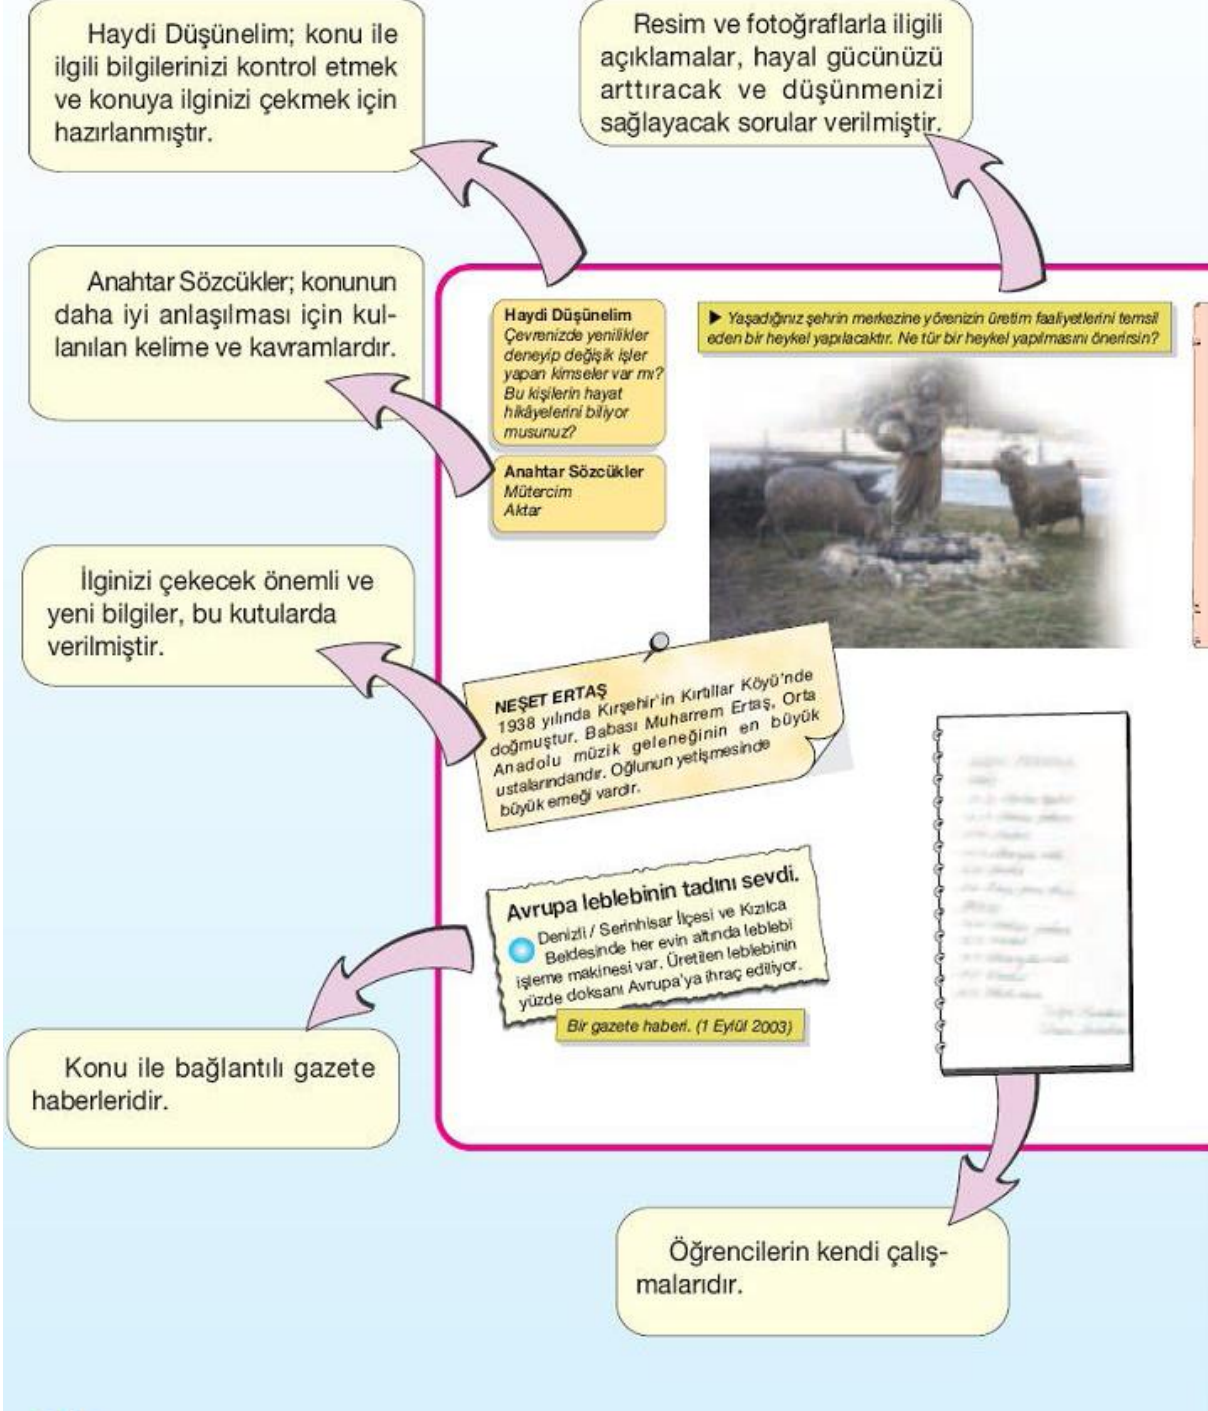 Haydi Düşünelim; konu ile
ilgili bilgilerinizi kontrol etmek
ve konuya ilginizi çekmek için
hazırlanmıştır.
Resim ve fotoğraflarla iligili
açıklamalar, hayal gücünüzü
arttıracak ve düşünmenizi
sağlayacak sorular verilmiştir.
Anahtar Sözcükler; konunun
daha iyi anlaşılması için kul-
lanılan kelime ve kavramlardır.
Haydi Düşünelim
Çevrenizde yenilikler
deneyip değişik işler
yapan kimseler var mı?
Bu kişilerin hayat
hikâyelerini biliyor
musunuz?
Anahtar Sözcükler
Mütercim
Aktar
▶ Yaşadığınız şehrin merkezine yörenizin üretim faaliyetlerini temsil
eden bir heykel yapılacaktır. Ne tür bir heykel yapılmasını önerirsin?
İlginizi çekecek önemli ve
yeni bilgiler, bu kutularda
verilmiştir.
NEŞET ERTAŞ
1938 yılında Kırşehir'in Kırtıllar Köyü'nde
doğmuştur. Babası Muharrem Ertaş, Orta
Anadolu müzik geleneğinin en büyük
ustalarındandır. Oğlunun yetişmesinde
büyük emeği vardır.
Avrupa leblebinin tadını sevdi.
Denizli / Serinhisar İlçesi ve Kızılca
Beldesinde her evin altında leblebi
işleme makinesi var. Üretilen leblebinin
yüzde doksanı Avrupa'ya ihraç ediliyor.
Bir gazete haberi. (1 Eylül 2003)
Konu ile bağlantılı gazete
haberleridir.
Öğrencilerin kendi çalış-
malarıdır.